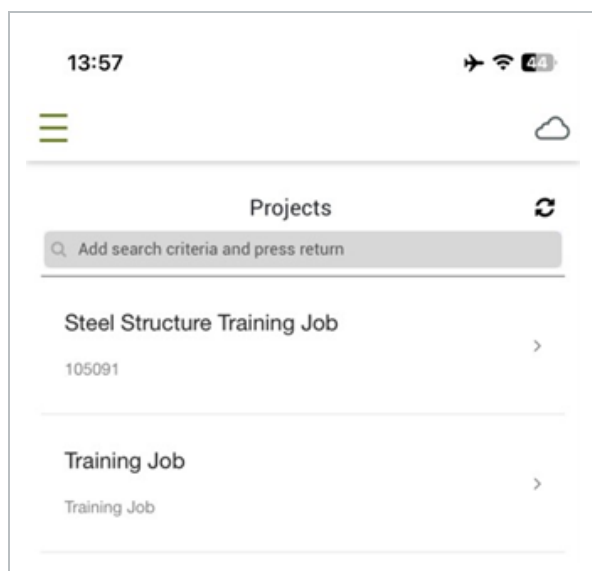 13:57
44
Projects
Add search criteria and press return
Steel Structure Training Job
105091
Training Job
Training Job